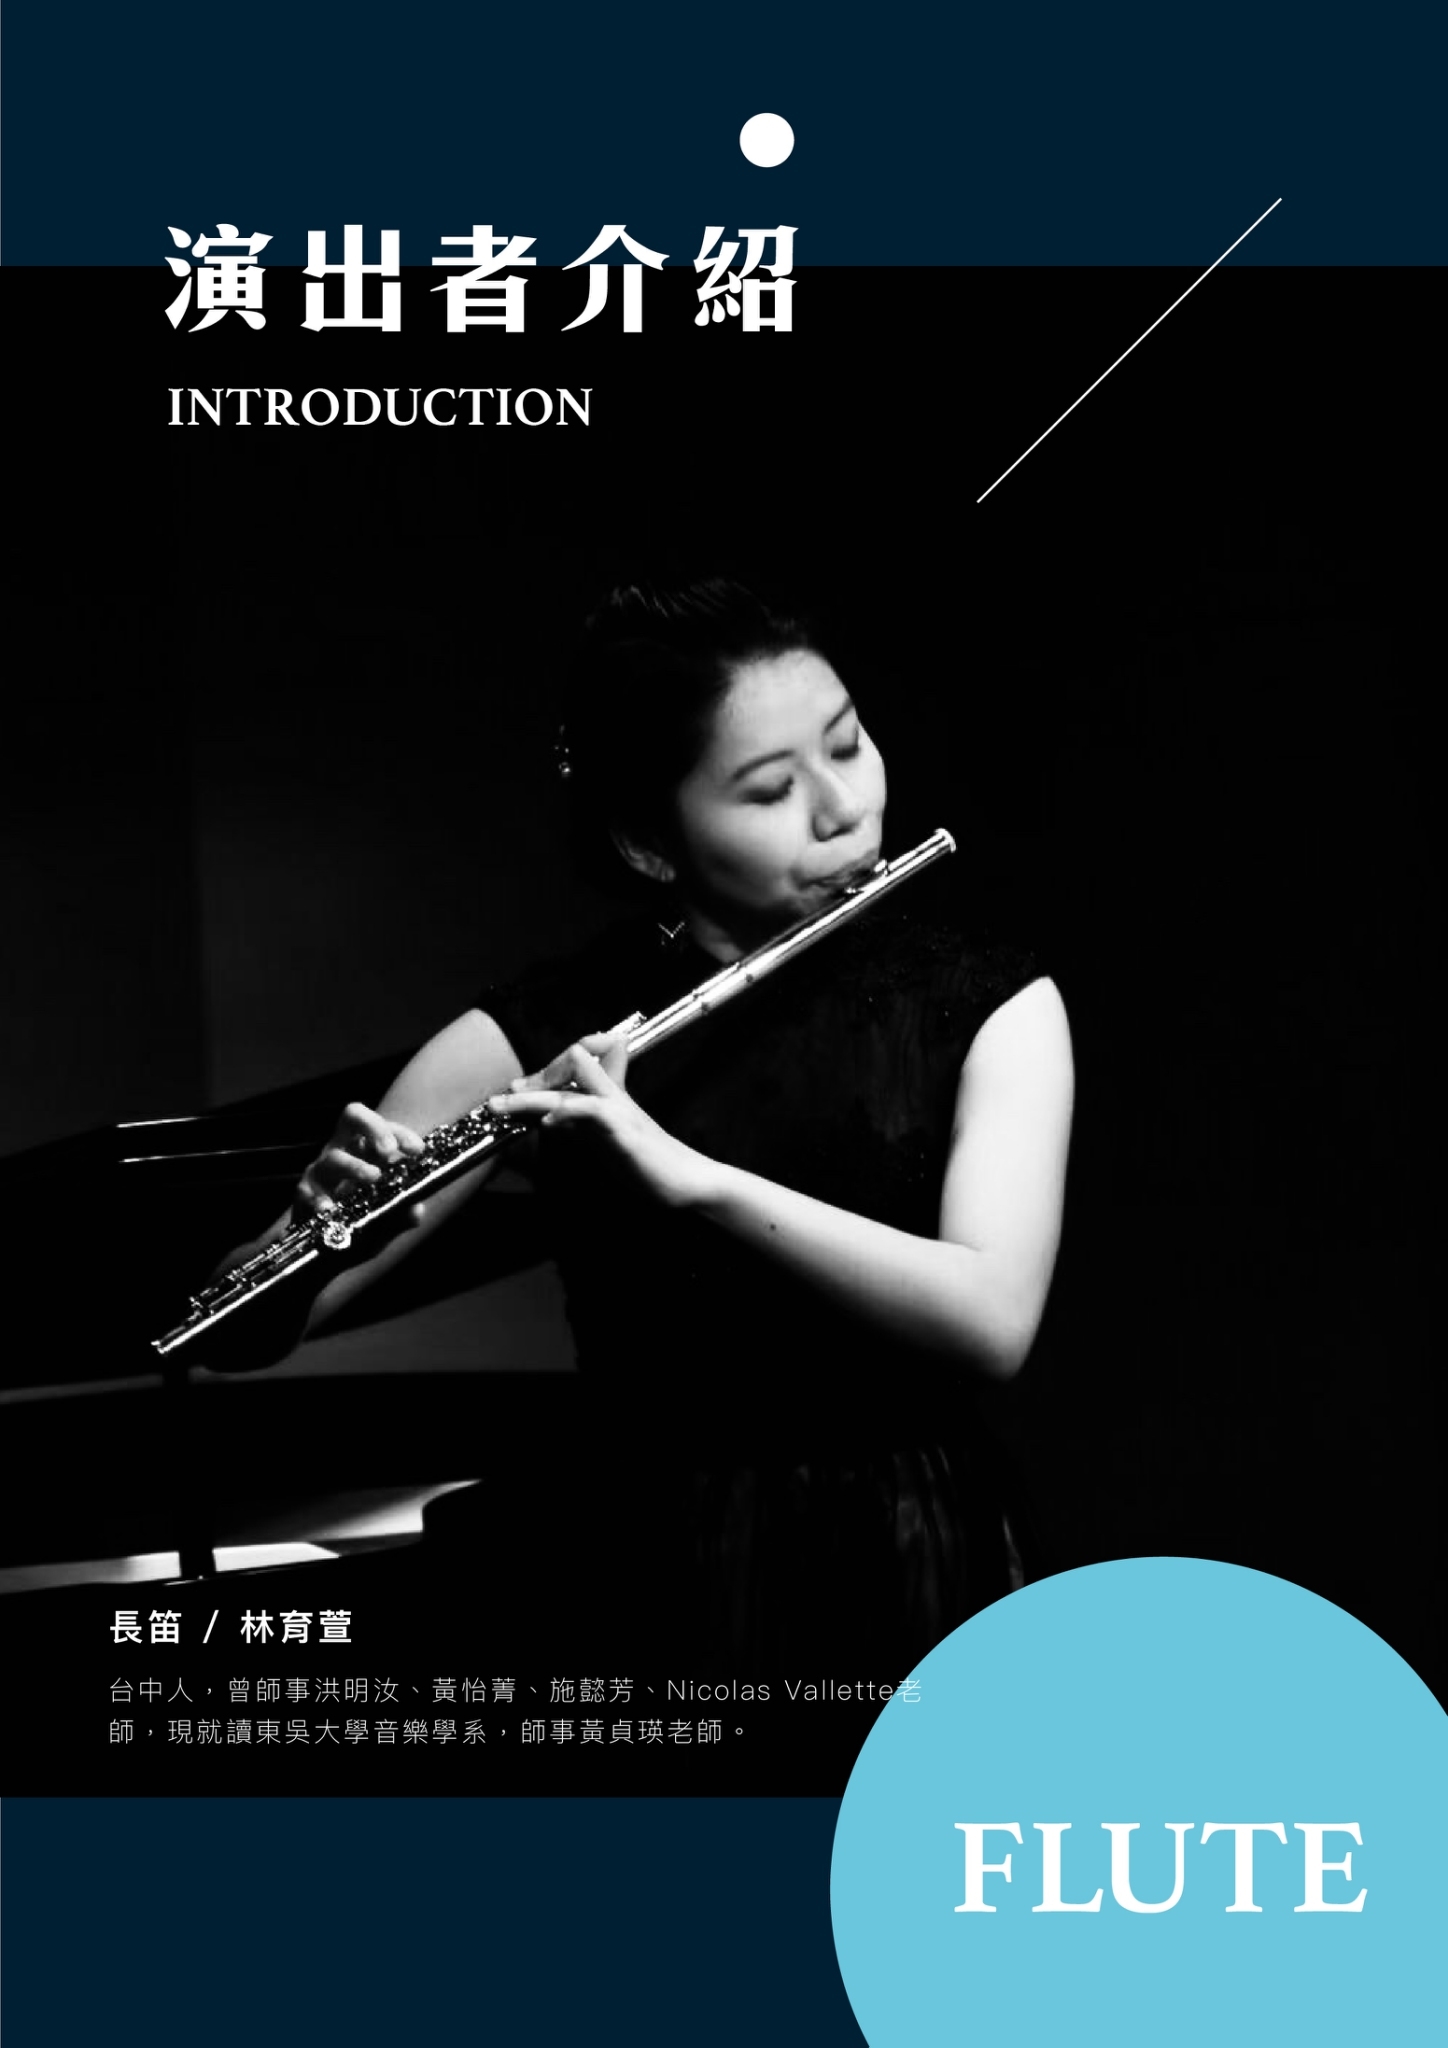 演出者介紹
INTRODUCTION
長笛 / 林育萱
台中人，曾師事洪明汝、黃怡菁、施懿芳、Nicolas Vallette老
師，現就讀東吳大學音樂學系，師事黃貞瑛老師。
FLUTE